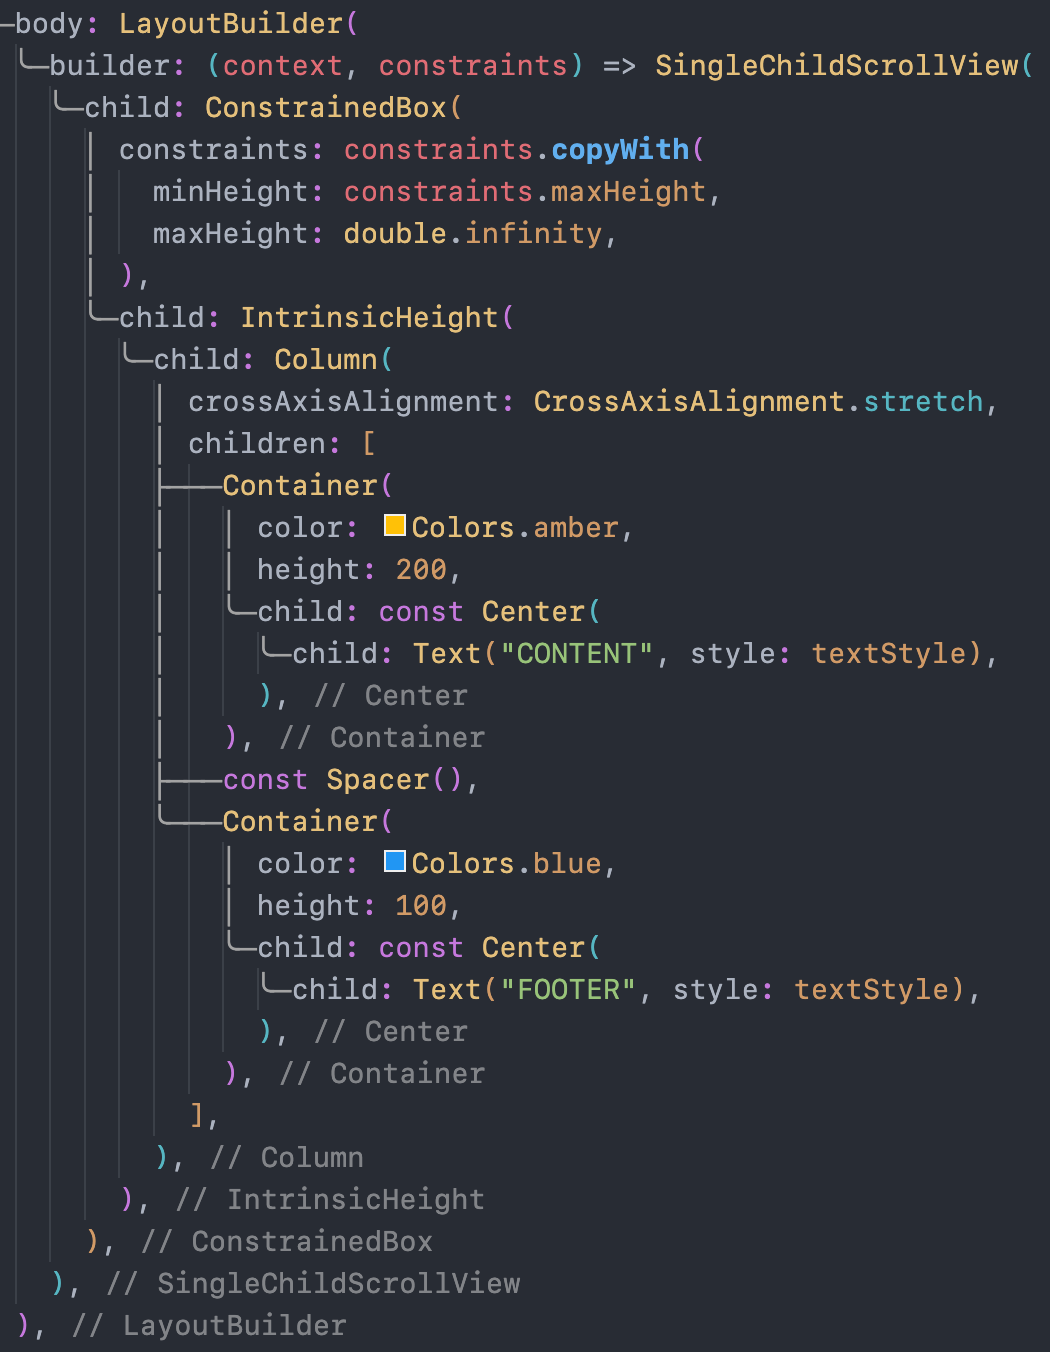 body: LayoutBuilder(
builder: (context, constraints) => SingleChildScrollView(
child: ConstrainedBox(
constraints: constraints.copyWith(
minHeight: constraints.maxHeight,
maxHeight: double.infinity,
),
child: IntrinsicHeight(
child: Column(
crossAxisAlignment: CrossAxisAlignment.stretch,
children: [
Container(
color: Colors.amber,
height: 200,
child: const Center(
child: Text("CONTENT", style: textStyle),
), // Center
), // Container
const Spacer(),
Container(
color: Colors.blue,
height: 100,
child: const Center(
child: Text("FOOTER", style: textStyle),
), // Center
), // Container
],
), // Column
), // IntrinsicHeight
), // ConstrainedBox
), // SingleChildScrollView
), // LayoutBuilder